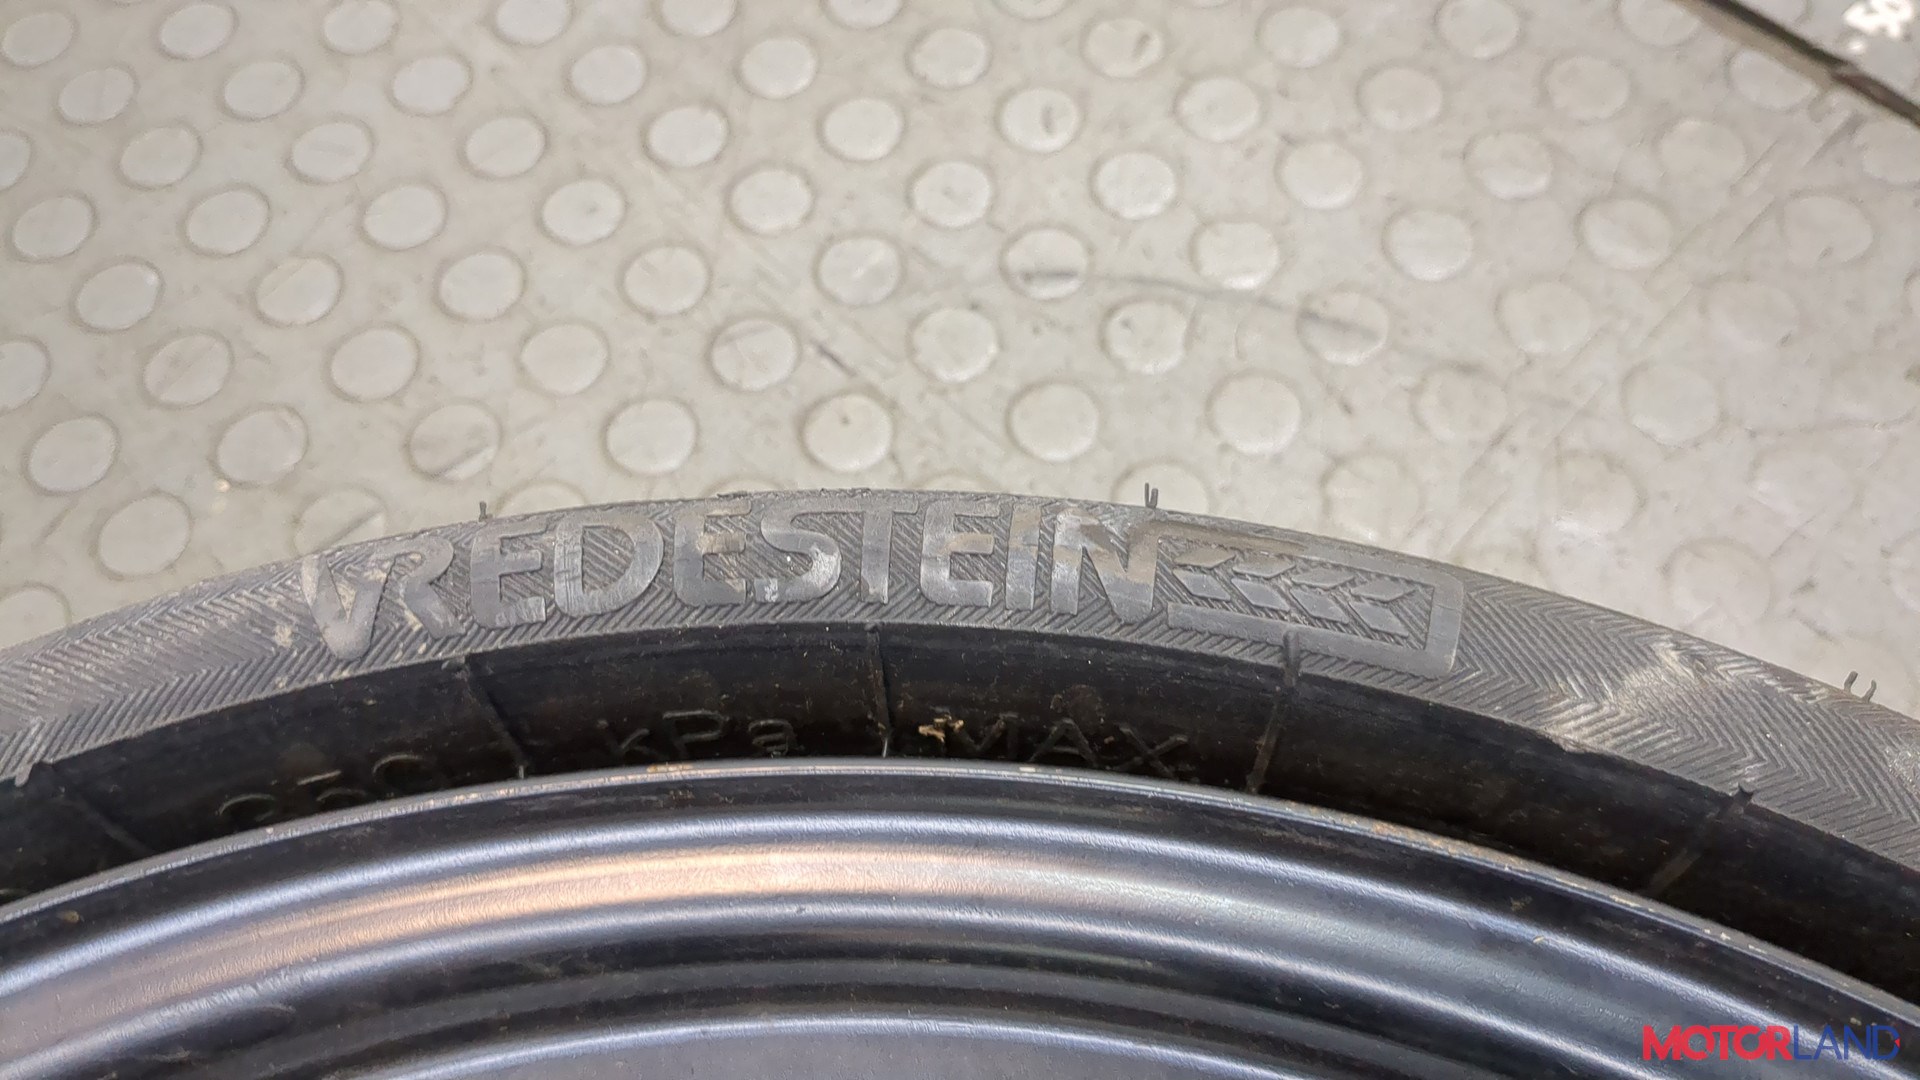 VREDESTEIN
kPa MAX
MOTORLAND